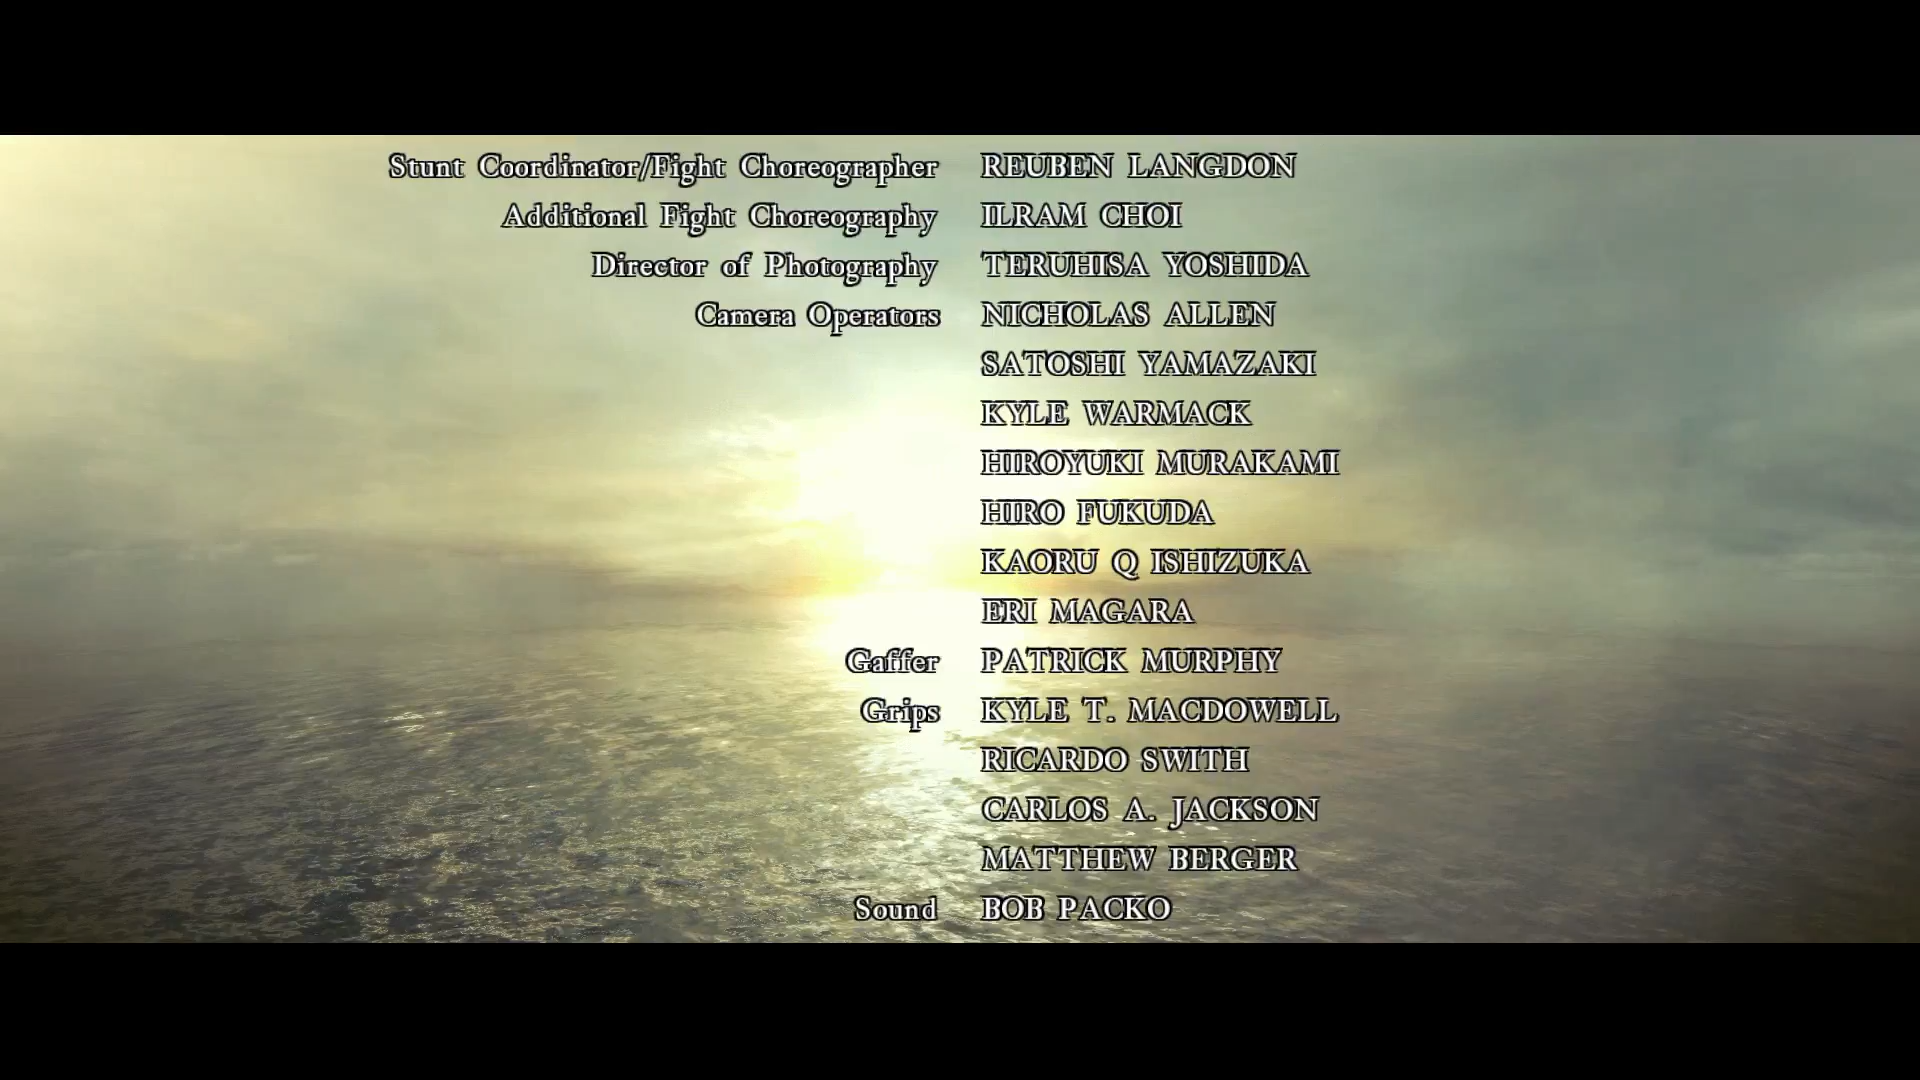 Stunt Coordinator/Fight Choreographer REUBEN LANGDON
Additional Fight Choreography ILRAM CHOI
Director of Photography TERUHISA YOSHIDA
Camera Operators NICHOLAS ALLEN
SATOSHI YAMAZAKI
KYLE WARMACK
HIROYUKI MURAKAMI
HIRO FUKUDA
KAORU Q ISHIZUKA
ERI MAGARA
Gaffer PATRICK MURPHY
Grips KYLE T. MACDOWELL
RICARDO SWITH
CARLOS A. JACKSON
MATTHEW BERGER
Sound BOB PACKO